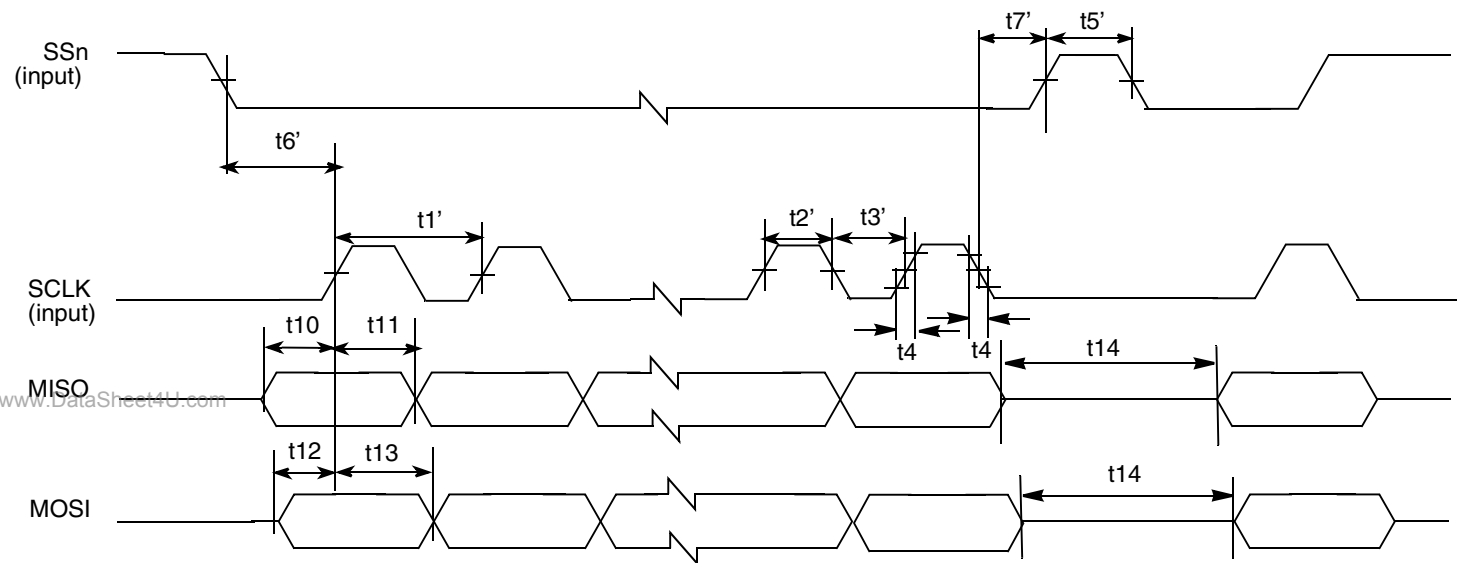 t7’ t5’
SSn
(input)
t6’
t1’ t2’ t3’
SCLK
(input)
t10 t11 t4 t4 t14
MISO
www.DataSheet4U.com
t12 t13 t14
MOSI